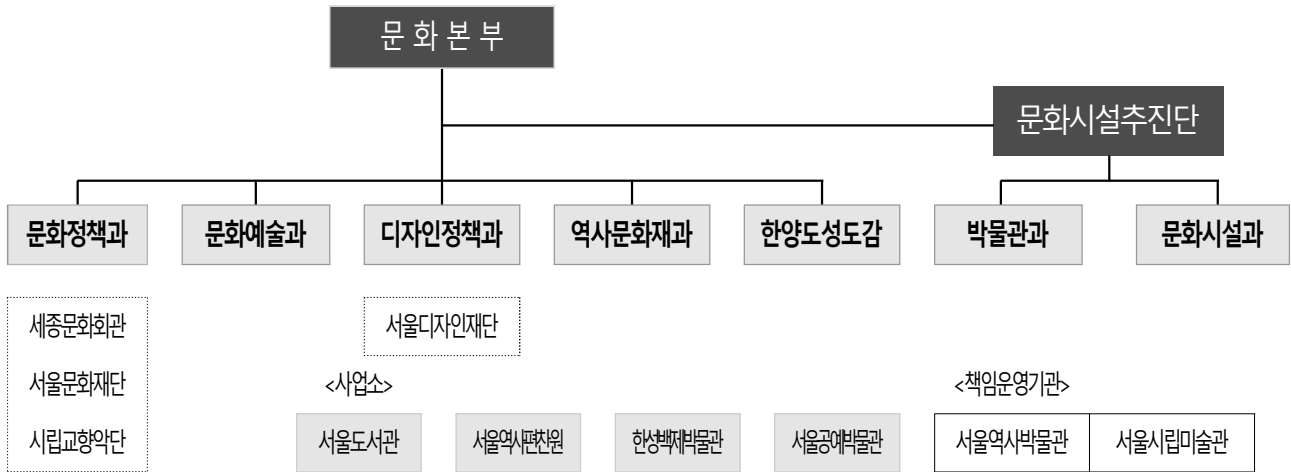 문 화 본 부
문화시설추진단
문화정책과 문화예술과 디자인정책과 역사문화재과 한양도성도감 박물관과 문화시설과
세종문화회관 서울디자인재단
서울문화재단 <사업소> <책임운영기관>
시립교향악단 서울도서관 서울역사편찬원 한성백제박물관 서울공예박물관 서울역사박물관 서울시립미술관